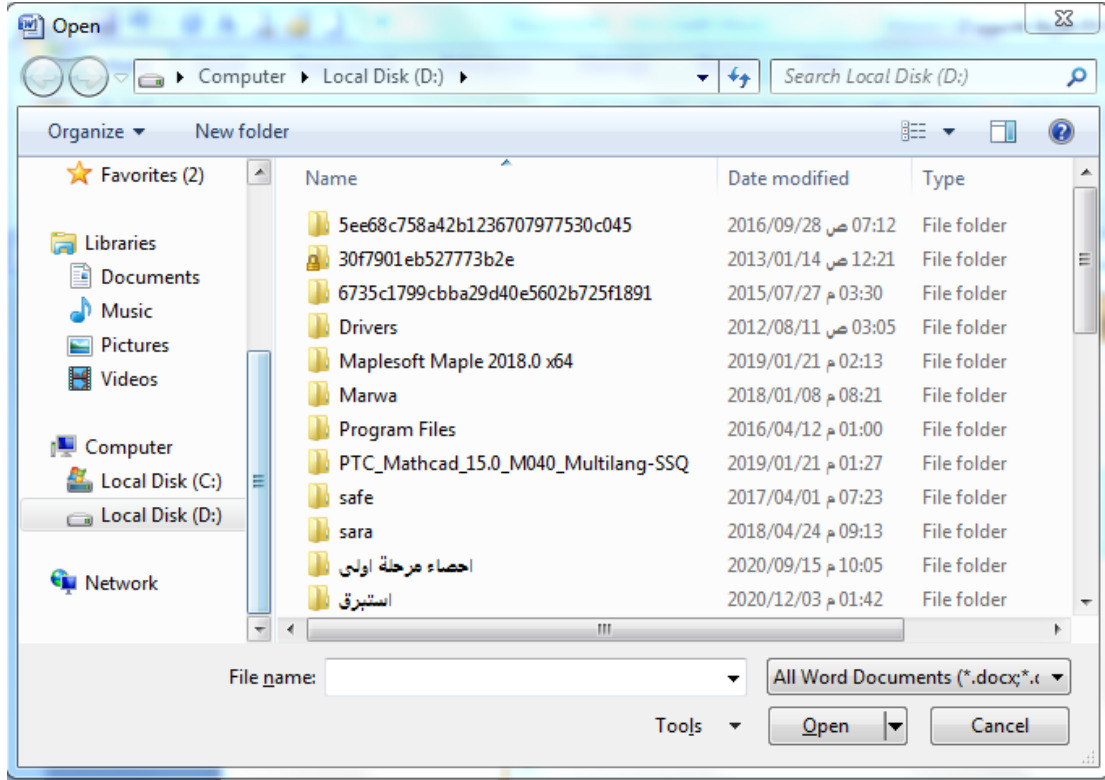 Open
Computer Local Disk (D:) Search Local Disk (D:)
Organize New folder
Favorites (2)
Libraries
Documents
Music
Pictures
Videos
Computer
Local Disk (C:)
Local Disk (D:)
Network
Name Date modified Type
5ee68c758a42b1236707977530c045 2016/09/28 ص 07:12 File folder
30f7901eb527773b2e 2013/01/14 ص 12:21 File folder
6735c1799cbba29d40e5602b725f1891 2015/07/27 م 03:30 File folder
Drivers 2012/08/11 ص 03:05 File folder
Maplesoft Maple 2018.0 x64 2019/01/21 م 02:13 File folder
Marwa 2018/01/08 م 08:21 File folder
Program Files 2016/04/12 م 01:00 File folder
PTC_Mathcad_15.0_M040_Multilang-SSQ 2019/01/21 م 01:27 File folder
safe 2017/04/01 م 07:23 File folder
sara 2018/04/24 م 09:13 File folder
احصاء مرحلة اولى 2020/09/15 م 10:05 File folder
استبرق 2020/12/03 م 01:42 File folder
File name: All Word Documents (*.docx;*.c
Tools Open Cancel